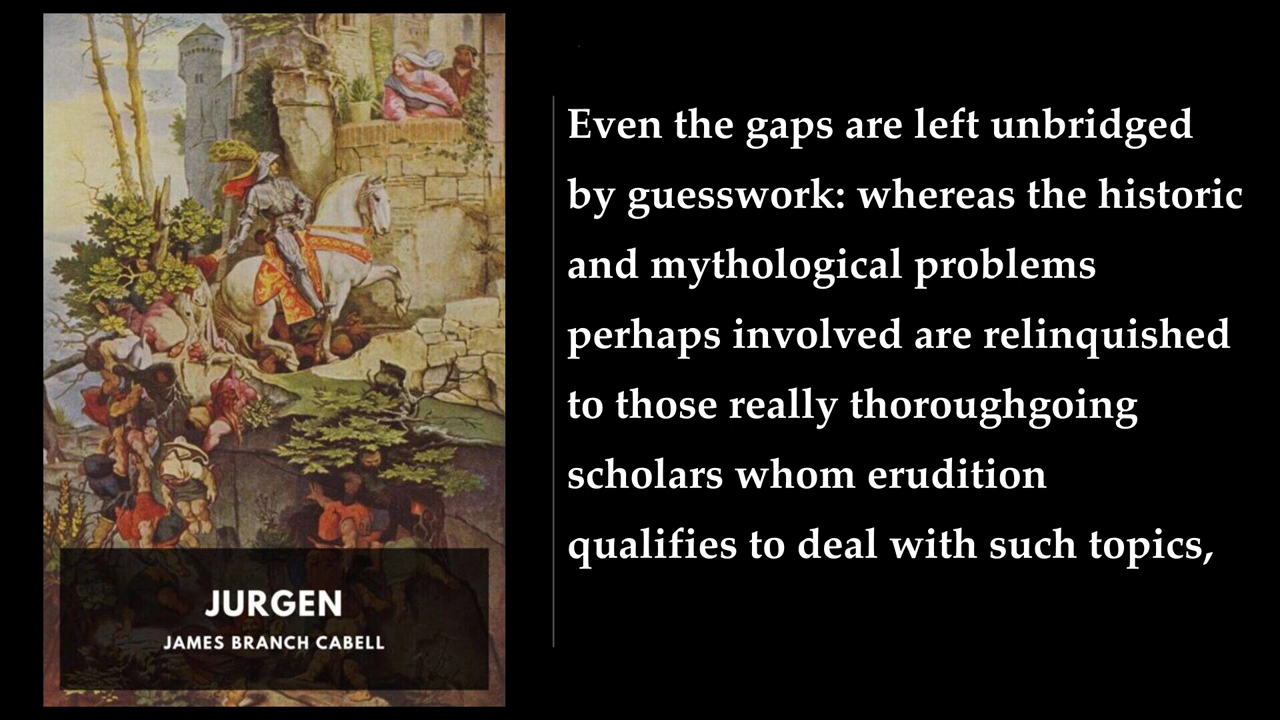 JURGEN
JAMES BRANCH CABELL
Even the gaps are left unbridged
by guesswork: whereas the historic
and mythological problems
perhaps involved are relinquished
to those really thoroughgoing
scholars whom erudition
qualifies to deal with such topics,